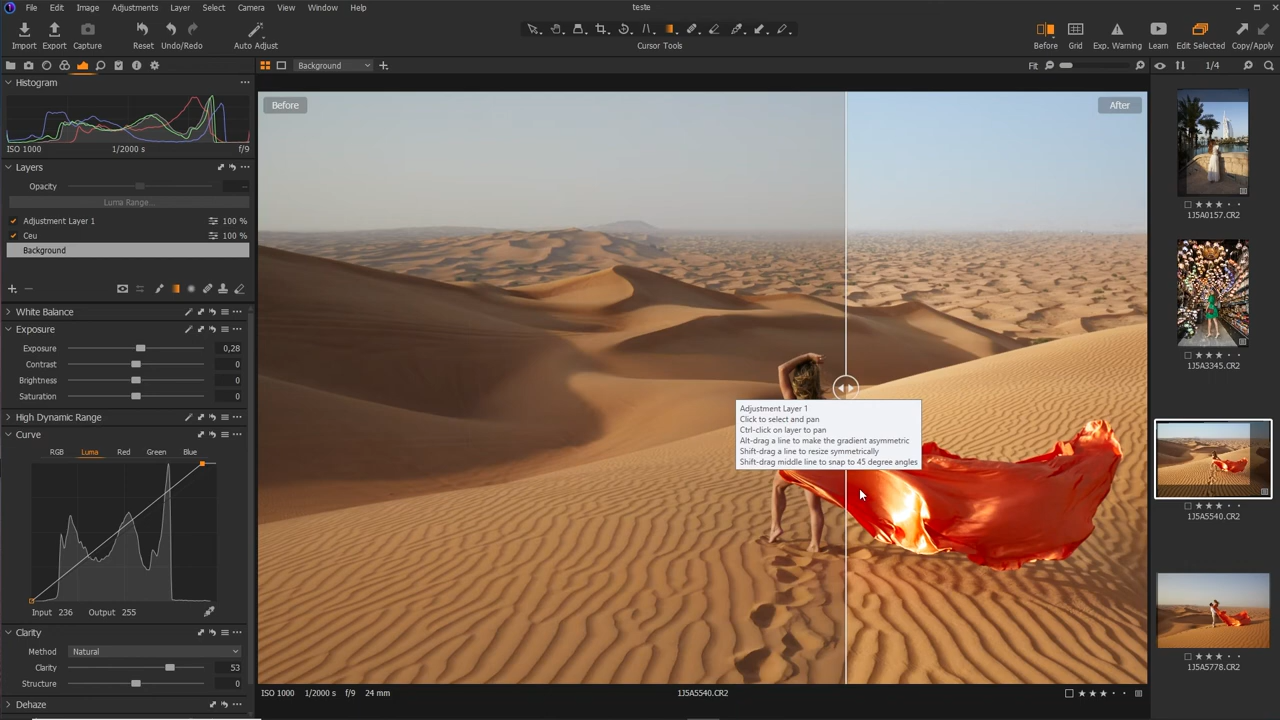 File Edit Image Adjustments Layer Select Camera View Window Help
teste
Import Export Capture Reset Undo/Redo Auto Adjust
Cursor Tools
Before Grid Exp. Warning Learn Edit Selected Copy/Apply
Background
Fit
1/4
Histogram
ISO 1000 1/2000 s f/9
Layers
Opacity
Luma Range...
Adjustment Layer 1 100 %
Ceu 100 %
Background
White Balance
Exposure
Exposure 0,28
Contrast 0
Brightness 0
Saturation 0
High Dynamic Range
Curve
RGB Luma Red Green Blue
Input 236 Output 255
Clarity
Method Natural
Clarity 53
Structure 0
Dehaze
Before
After
Adjustment Layer 1
Click to select and pan
Ctrl-click on layer to pan
Alt-drag a line to make the gradient asymmetric
Shift-drag a line to resize symmetrically
Shift-drag middle line to snap to 45 degree angles
ISO 1000 1/2000 s f/9 24 mm
1J5A5540.CR2
1J5A0157.CR2
1J5A3345.CR2
1J5A5540.CR2
1J5A5778.CR2